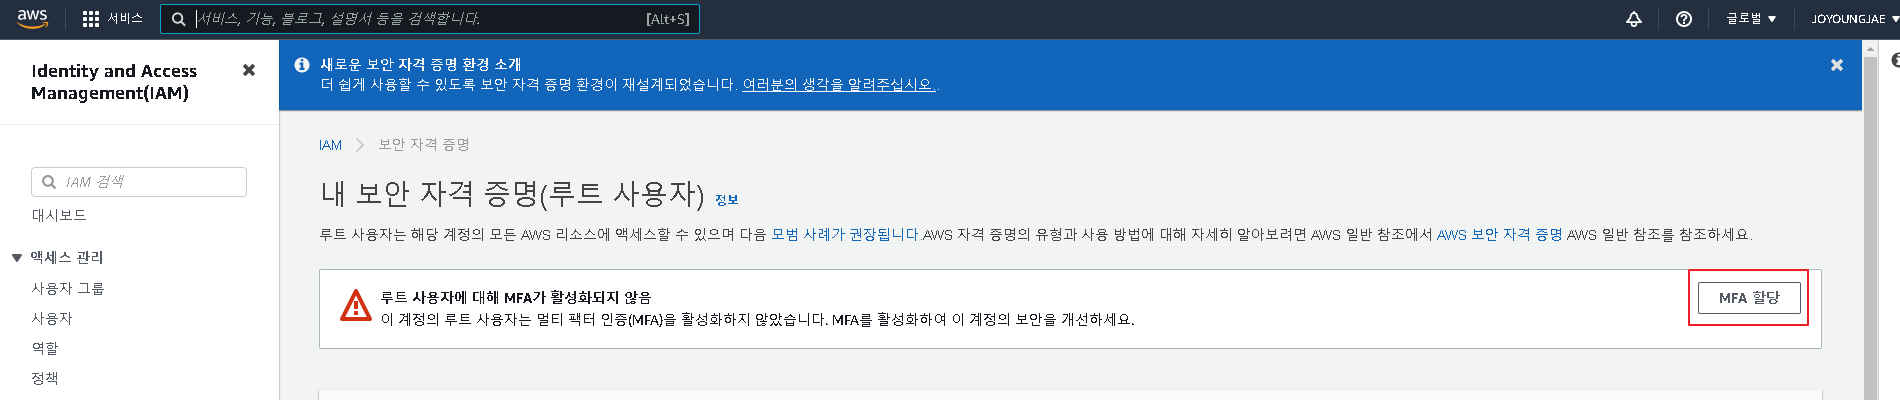 aws
서비스
서비스, 기능, 블로그, 설명서 등을 검색합니다.
[Alt+S]
글로벌
JOYOUNGJAE
Identity and Access
Management(IAM)
IAM 검색
대시보드
액세스 관리
사용자 그룹
사용자
역할
정책
새로운 보안 자격 증명 환경 소개
더 쉽게 사용할 수 있도록 보안 자격 증명 환경이 재설계되었습니다. 여러분의 생각을 알려주십시오..
IAM > 보안 자격 증명
내 보안 자격 증명(루트 사용자) 정보
루트 사용자는 해당 계정의 모든 AWS 리소스에 액세스할 수 있으며 다음 모범 사례가 권장됩니다.AWS 자격 증명의 유형과 사용 방법에 대해 자세히 알아보려면 AWS 일반 참조에서 AWS 보안 자격 증명 AWS 일반 참조를 참조하세요.
루트 사용자에 대해 MFA가 활성화되지 않음
이 계정의 루트 사용자는 멀티 팩터 인증(MFA)을 활성화하지 않았습니다. MFA를 활성화하여 이 계정의 보안을 개선하세요.
MFA 할당